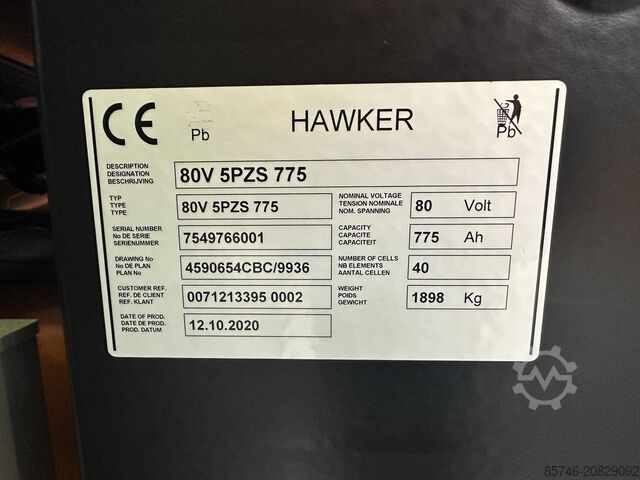 CE Pb HAWKER Pb
DESCRIPTION
DESIGNATION
BESCHRIJVING
80V 5PZS 775
TYP
TYPE
TYPE
80V 5PZS 775
NOMINAL VOLTAGE
TENSION NOMINALE
NOM. SPANNING
80 Volt
SERIAL NUMBER
No DE SERIE
SERIENUMMER
7549766001
CAPACITY
CAPACITE
CAPACITEIT
775 Ah
DRAWING No
No DE PLAN
PLAN No
4590654CBC/9936
NUMBER OF CELLS
NB ELEMENTS
AANTAL CELLEN
40
CUSTOMER REF.
REF. DE CLIENT
REF. KLANT
0071213395 0002
WEIGHT
POIDS
GEWICHT
1898 Kg
DATE OF PROD.
DATE DE PROD.
PROD. DATUM
12.10.2020
85746-20829092